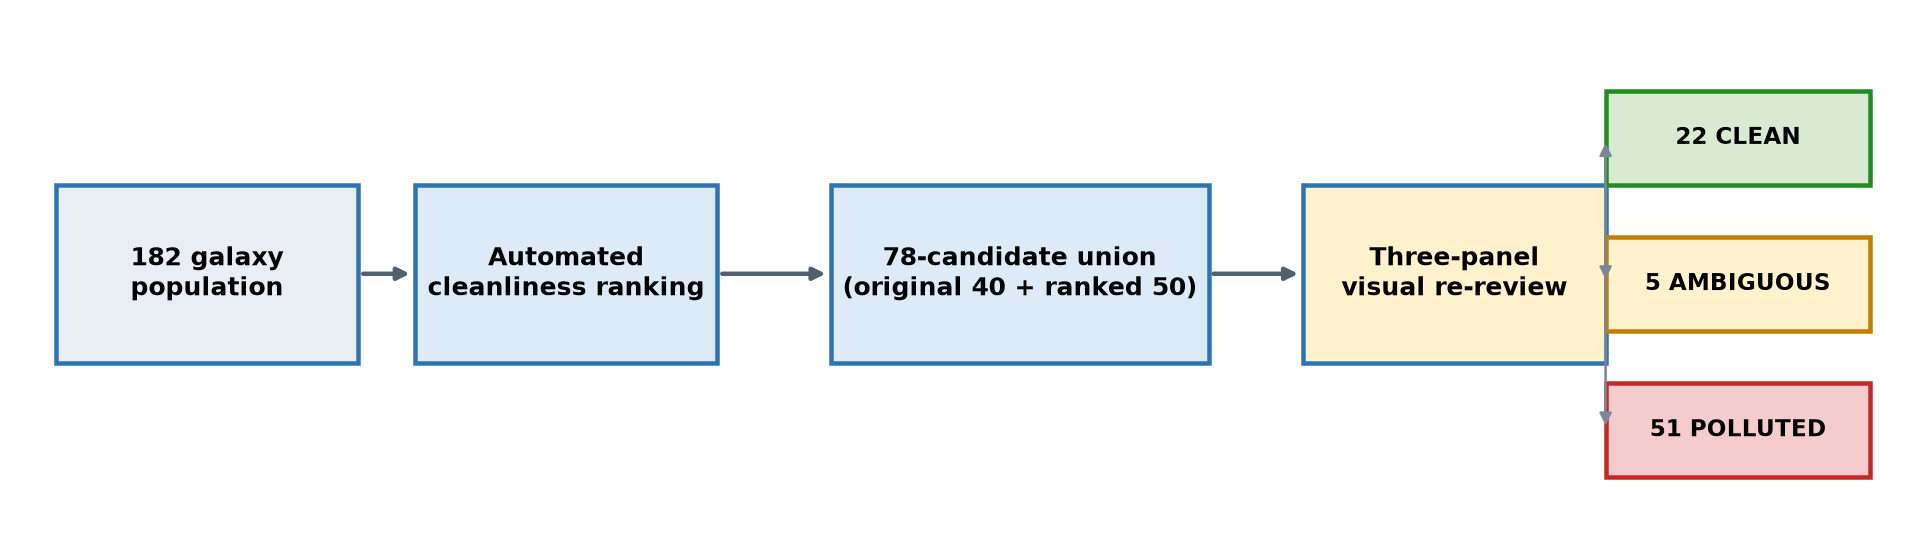 182 galaxy
population
Automated
cleanliness ranking
78-candidate union
(original 40 + ranked 50)
Three-panel
visual re-review
22 CLEAN
5 AMBIGUOUS
51 POLLUTED